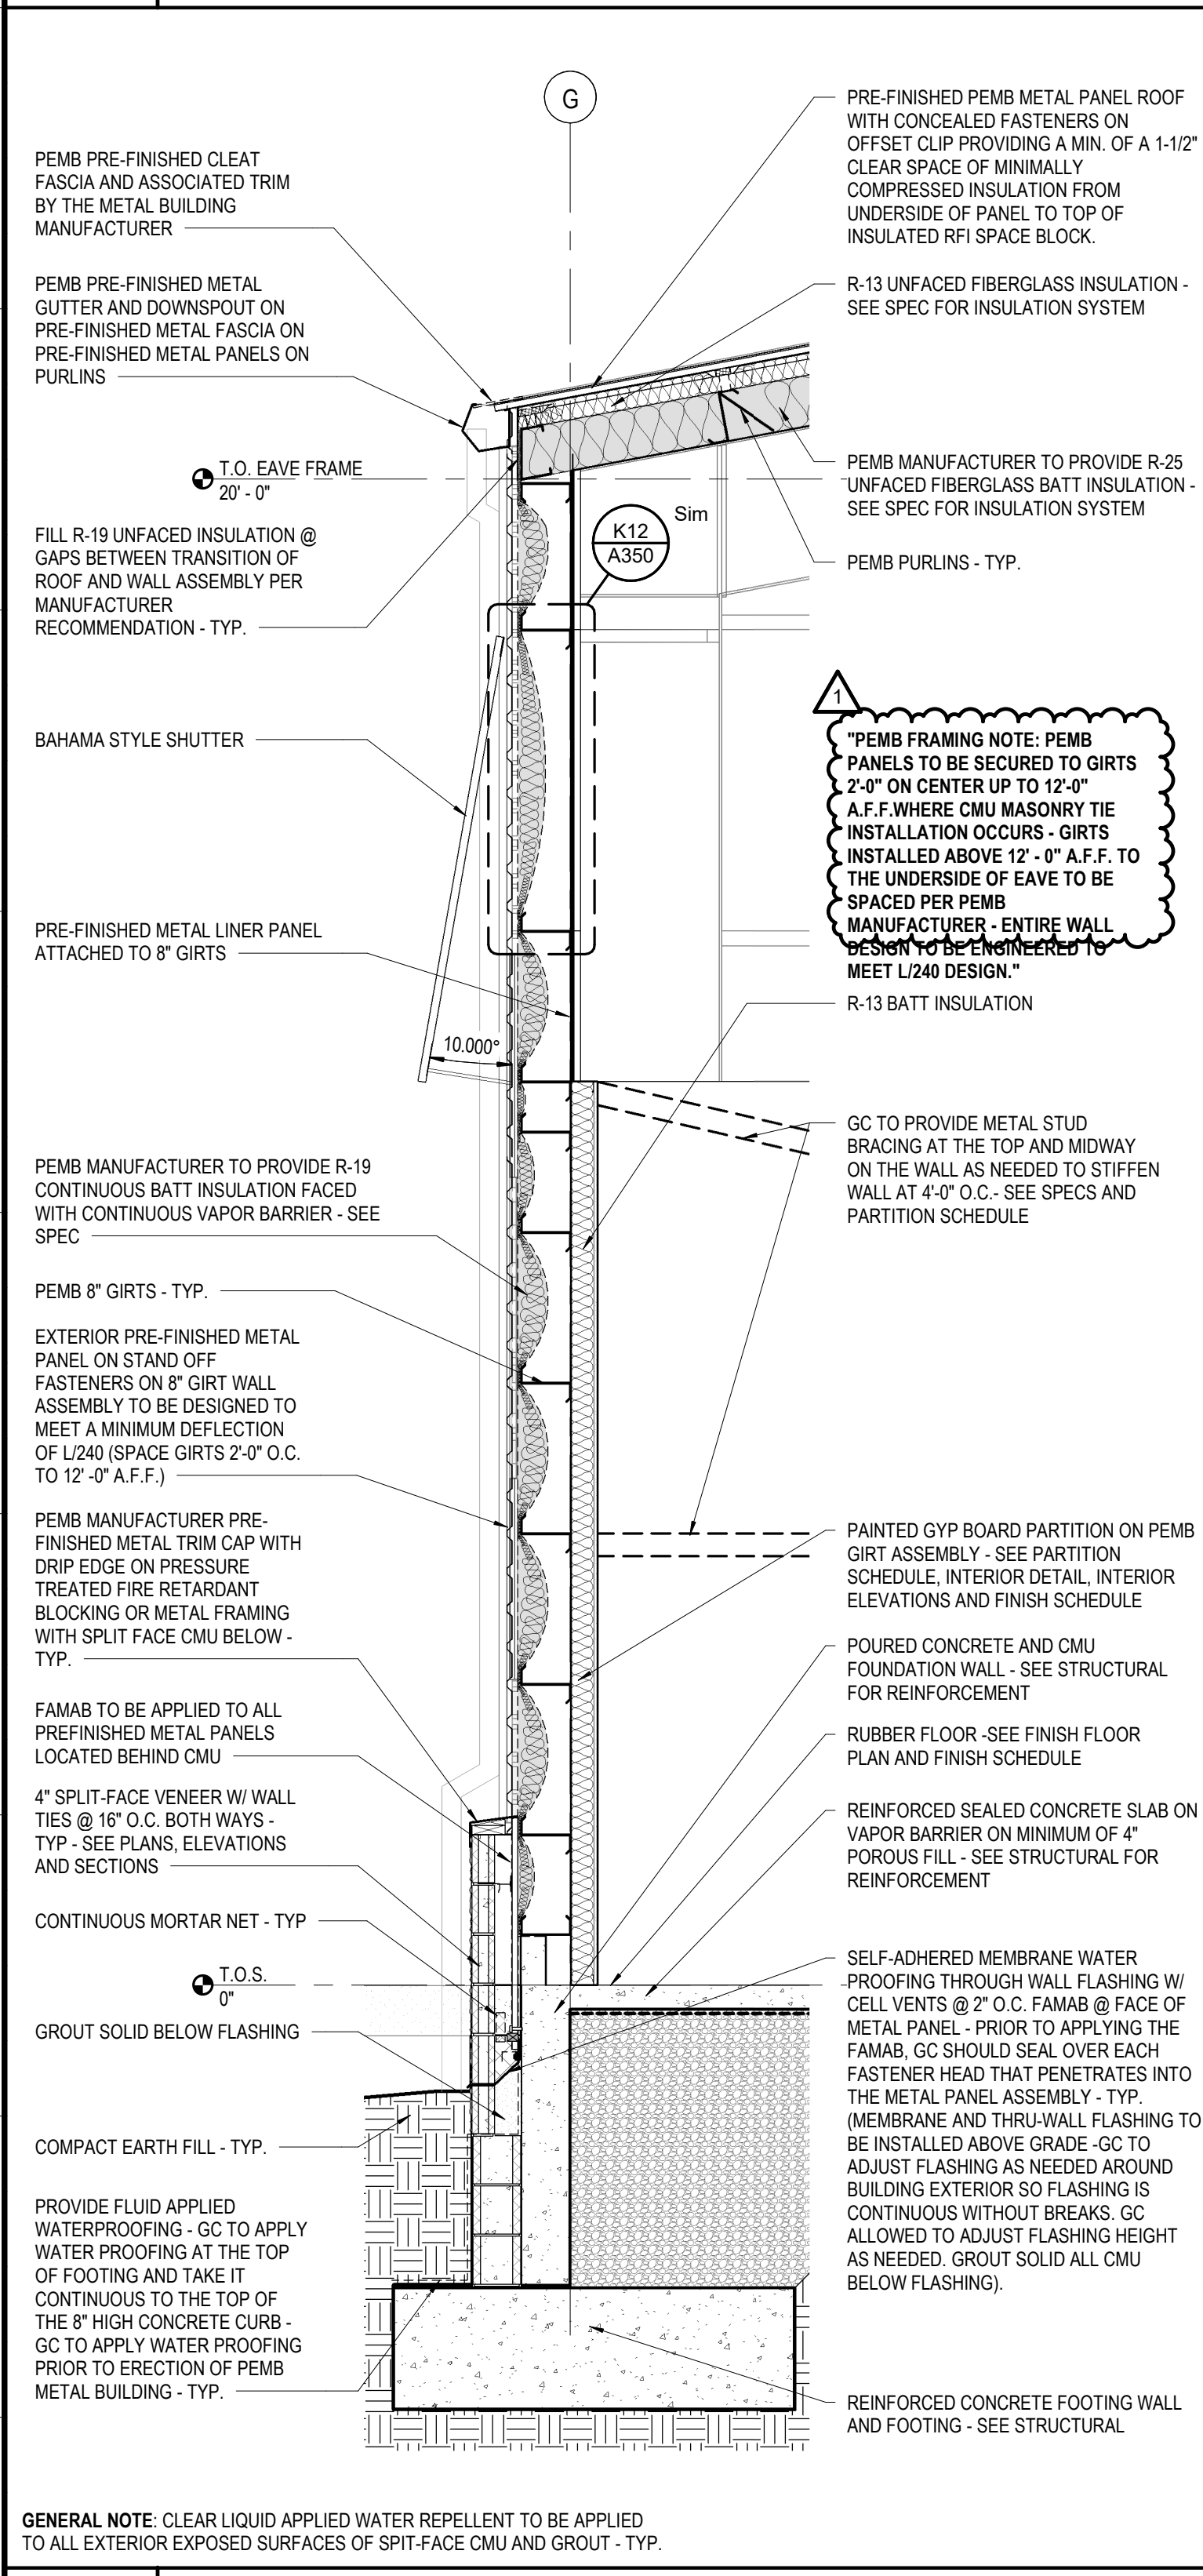 G
PEMB PRE-FINISHED CLEAT
FASCIA AND ASSOCIATED TRIM
BY THE METAL BUILDING
MANUFACTURER
PEMB PRE-FINISHED METAL
GUTTER AND DOWNSPOUT ON
PRE-FINISHED METAL FASCIA ON
PRE-FINISHED METAL PANELS ON
PURLINS
T.O. EAVE FRAME
20' - 0"
FILL R-19 UNFACED INSULATION @
GAPS BETWEEN TRANSITION OF
ROOF AND WALL ASSEMBLY PER
MANUFACTURER
RECOMMENDATION - TYP.
BAHAMA STYLE SHUTTER
PRE-FINISHED METAL LINER PANEL
ATTACHED TO 8" GIRTS
10.000°
PEMB MANUFACTURER TO PROVIDE R-19
CONTINUOUS BATT INSULATION FACED
WITH CONTINUOUS VAPOR BARRIER - SEE
SPEC
PEMB 8" GIRTS - TYP.
EXTERIOR PRE-FINISHED METAL
PANEL ON STAND OFF
FASTENERS ON 8" GIRT WALL
ASSEMBLY TO BE DESIGNED TO
MEET A MINIMUM DEFLECTION
OF L/240 (SPACE GIRTS 2'-0" O.C.
TO 12' -0" A.F.F.)
PEMB MANUFACTURER PRE-
FINISHED METAL TRIM CAP WITH
DRIP EDGE ON PRESSURE
TREATED FIRE RETARDANT
BLOCKING OR METAL FRAMING
WITH SPLIT FACE CMU BELOW -
TYP.
FAMAB TO BE APPLIED TO ALL
PREFINISHED METAL PANELS
LOCATED BEHIND CMU
4" SPLIT-FACE VENEER W/ WALL
TIES @ 16" O.C. BOTH WAYS -
TYP - SEE PLANS, ELEVATIONS
AND SECTIONS
CONTINUOUS MORTAR NET - TYP
T.O.S.
0"
GROUT SOLID BELOW FLASHING
COMPACT EARTH FILL - TYP.
PROVIDE FLUID APPLIED
WATERPROOFING - GC TO APPLY
WATER PROOFING AT THE TOP
OF FOOTING AND TAKE IT
CONTINUOUS TO THE TOP OF
THE 8" HIGH CONCRETE CURB -
GC TO APPLY WATER PROOFING
PRIOR TO ERECTION OF PEMB
METAL BUILDING - TYP.
PRE-FINISHED PEMB METAL PANEL ROOF
WITH CONCEALED FASTENERS ON
OFFSET CLIP PROVIDING A MIN. OF A 1-1/2"
CLEAR SPACE OF MINIMALLY
COMPRESSED INSULATION FROM
UNDERSIDE OF PANEL TO TOP OF
INSULATED RFI SPACE BLOCK.
R-13 UNFACED FIBERGLASS INSULATION -
SEE SPEC FOR INSULATION SYSTEM
PEMB MANUFACTURER TO PROVIDE R-25
UNFACED FIBERGLASS BATT INSULATION -
SEE SPEC FOR INSULATION SYSTEM
K12
A350
Sim
PEMB PURLINS - TYP.
1
"PEMB FRAMING NOTE: PEMB
PANELS TO BE SECURED TO GIRTS
2'-0" ON CENTER UP TO 12'-0"
A.F.F.WHERE CMU MASONRY TIE
INSTALLATION OCCURS - GIRTS
INSTALLED ABOVE 12' - 0" A.F.F. TO
THE UNDERSIDE OF EAVE TO BE
SPACED PER PEMB
MANUFACTURER - ENTIRE WALL
DESIGN TO BE ENGINEERED TO
MEET L/240 DESIGN."
R-13 BATT INSULATION
GC TO PROVIDE METAL STUD
BRACING AT THE TOP AND MIDWAY
ON THE WALL AS NEEDED TO STIFFEN
WALL AT 4'-0" O.C.- SEE SPECS AND
PARTITION SCHEDULE
PAINTED GYP BOARD PARTITION ON PEMB
GIRT ASSEMBLY - SEE PARTITION
SCHEDULE, INTERIOR DETAIL, INTERIOR
ELEVATIONS AND FINISH SCHEDULE
POURED CONCRETE AND CMU
FOUNDATION WALL - SEE STRUCTURAL
FOR REINFORCEMENT
RUBBER FLOOR -SEE FINISH FLOOR
PLAN AND FINISH SCHEDULE
REINFORCED SEALED CONCRETE SLAB ON
VAPOR BARRIER ON MINIMUM OF 4"
POROUS FILL - SEE STRUCTURAL FOR
REINFORCEMENT
SELF-ADHERED MEMBRANE WATER
PROOFING THROUGH WALL FLASHING W/
CELL VENTS @ 2" O.C. FAMAB @ FACE OF
METAL PANEL - PRIOR TO APPLYING THE
FAMAB, GC SHOULD SEAL OVER EACH
FASTENER HEAD THAT PENETRATES INTO
THE METAL PANEL ASSEMBLY - TYP.
(MEMBRANE AND THRU-WALL FLASHING TO
BE INSTALLED ABOVE GRADE -GC TO
ADJUST FLASHING AS NEEDED AROUND
BUILDING EXTERIOR SO FLASHING IS
CONTINUOUS WITHOUT BREAKS. GC
ALLOWED TO ADJUST FLASHING HEIGHT
AS NEEDED. GROUT SOLID ALL CMU
BELOW FLASHING).
REINFORCED CONCRETE FOOTING WALL
AND FOOTING - SEE STRUCTURAL
GENERAL NOTE: CLEAR LIQUID APPLIED WATER REPELLENT TO BE APPLIED
TO ALL EXTERIOR EXPOSED SURFACES OF SPIT-FACE CMU AND GROUT - TYP.